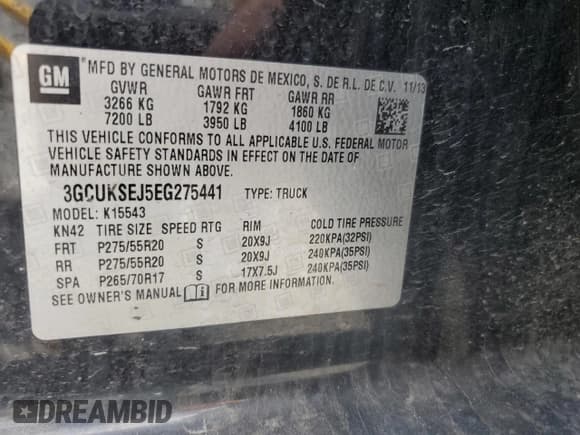 GM
*MFD BY GENERAL MOTORS DE MEXICO, S. DE R.L. DE C.V. 11/13
GVWR GAWR FRT GAWR RR
3266 KG 1792 KG 1860 KG
7200 LB 3950 LB 4100 LB
THIS VEHICLE CONFORMS TO ALL APPLICABLE U.S. FEDERAL MOTOR
VEHICLE SAFETY STANDARDS IN EFFECT ON THE DATE OF
MANUFACTURE SHOWN ABOVE.
3GCUKSEJ5EG275441 TYPE: TRUCK
MODEL: K15543
KN42 TIRE SIZE SPEED RTG RIM COLD TIRE PRESSURE
FRT P275/55R20 S 20X9J 220KPA(32PSI)
RR P275/55R20 S 20X9J 240KPA(35PSI)
SPA P265/70R17 S 17X7.5J 240KPA(35PSI)
SEE OWNER'S MANUAL FOR MORE INFORMATION.
DREAMBID